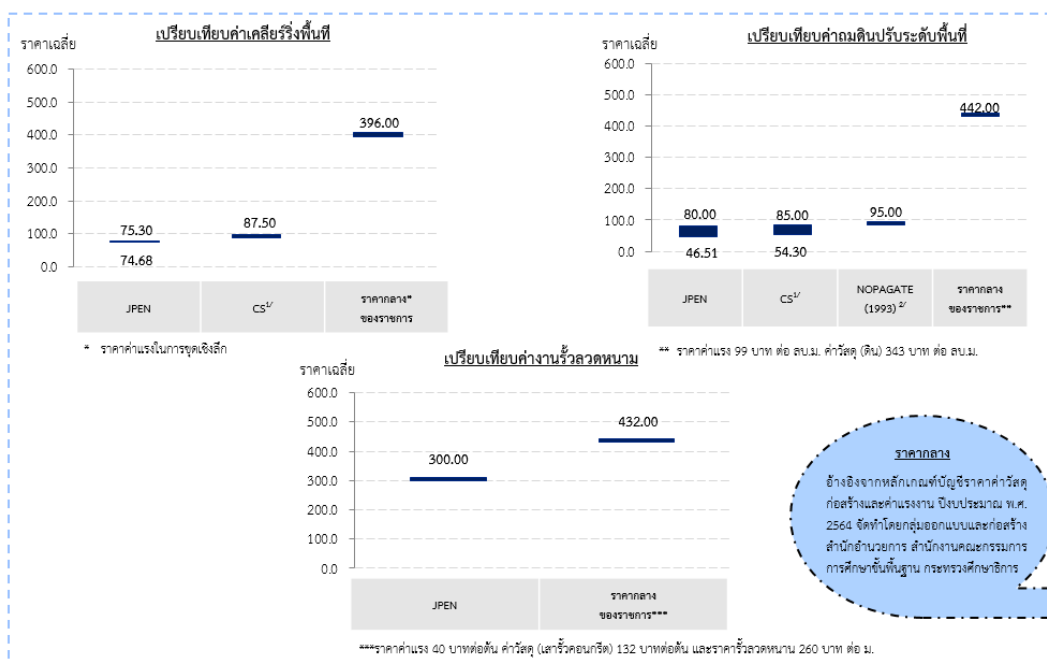 เปรียบเทียบค่าเคลียร์ริ่งพื้นที่
ราคาเฉลี่ย
600.0
500.0
400.0
300.0
200.0
100.0
0.0
75.30
74.68
87.50
396.00
JPEN
CS1/
ราคากลาง*
ของราชการ
* ราคาค่าแรงในการขุดเชิงลึก
เปรียบเทียบค่าถมดินปรับระดับพื้นที่
ราคาเฉลี่ย
600.0
500.0
400.0
300.0
200.0
100.0
0.0
80.00
46.51
85.00
54.30
95.00
442.00
JPEN
CS1/
NOPAGATE
(1993) 2/
ราคากลาง
ของราชการ**
** ราคาค่าแรง 99 บาท ต่อ ลบ.ม. ค่าวัสดุ (ดิน) 343 บาท ต่อ ลบ.ม.
เปรียบเทียบค่างานรั้วลวดหนาม
ราคาเฉลี่ย
600.0
500.0
400.0
300.0
200.0
100.0
0.0
300.00
432.00
JPEN
ราคากลาง
ของราชการ***
***ราคาค่าแรง 40 บาทต่อต้น ค่าวัสดุ (เสารั้วคอนกรีต) 132 บาทต่อต้น และราคารั้วลวดหนาน 260 บาท ต่อ ม.
ราคากลาง
อ้างอิงจากหลักเกณฑ์บัญชีราคาค่าวัสดุ
ก่อสร้างและค่าแรงงาน ปีงบประมาณ พ.ศ.
2564 จัดทำโดยกลุ่มออกแบบและก่อสร้าง
สำนักอำนวยการ สำนักงานคณะกรรมการ
การศึกษาขั้นพื้นฐาน กระทรวงศึกษาธิการ